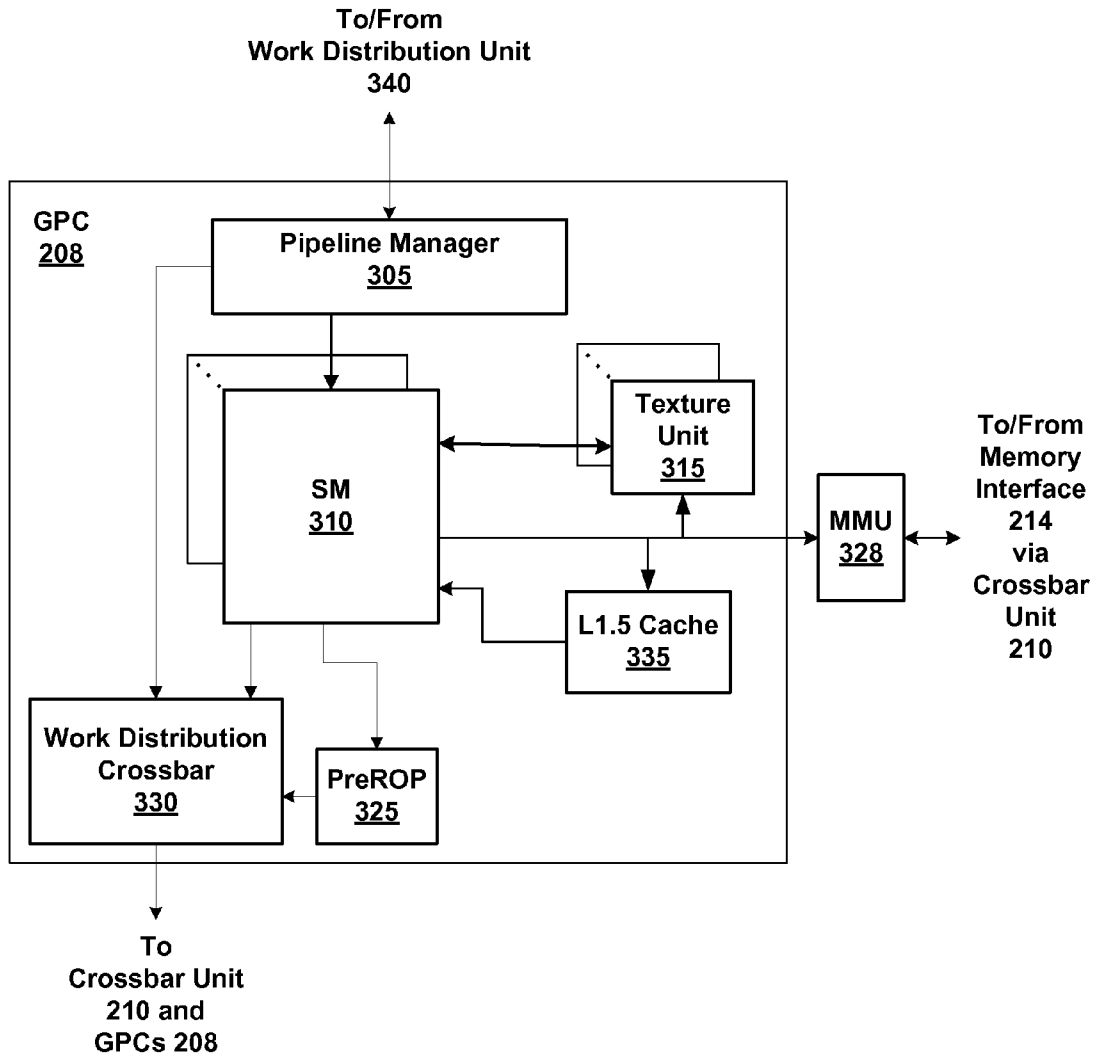 To/From
Work Distribution Unit
340
GPC
208
Pipeline Manager
305
SM
310
Texture
Unit
315
MMU
328
To/From
Memory
Interface
214
via
Crossbar
Unit
210
L1.5 Cache
335
Work Distribution
Crossbar
330
PreROP
325
To
Crossbar Unit
210 and
GPCs 208